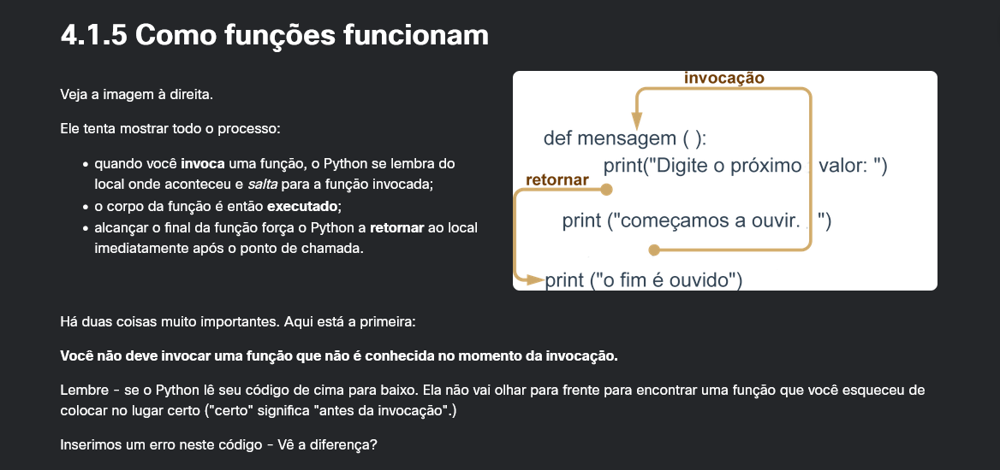 4.1.5 Como funções funcionam
Veja a imagem à direita.
Ele tenta mostrar todo o processo:
• quando você invoca uma função, o Python se lembra do
local onde aconteceu e salta para a função invocada;
• o corpo da função é então executado;
• alcançar o final da função força o Python a retornar ao local
imediatamente após o ponto de chamada.
invocação
def mensagem ( ):
print("Digite o próximo : valor: ")
retornar
print ("começamos a ouvir. ")
print ("o fim é ouvido")
Há duas coisas muito importantes. Aqui está a primeira:
Você não deve invocar uma função que não é conhecida no momento da invocação.
Lembre - se o Python lê seu código de cima para baixo. Ela não vai olhar para frente para encontrar uma função que você esqueceu de
colocar no lugar certo ("certo" significa "antes da invocação".)
Inserimos um erro neste código - Vê a diferença?